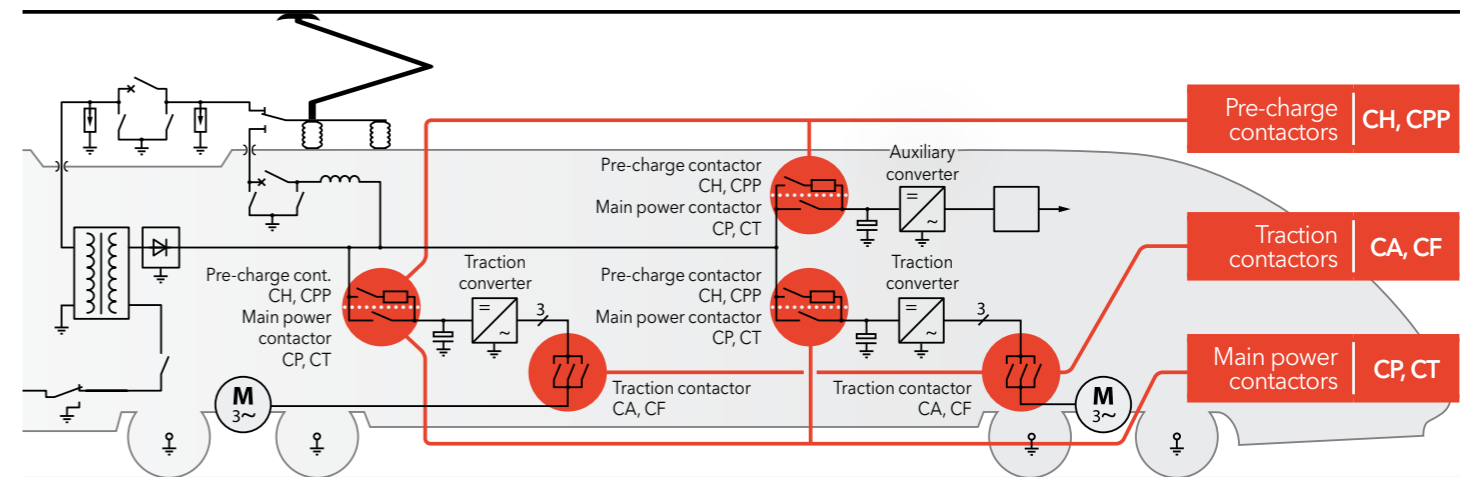 Pre-charge
contactors
CH, CPP
Pre-charge contactor
CH, CPP
Main power contactor
CP, CT
Auxiliary
converter
=
~
Traction
contactors
CA, CF
Pre-charge cont.
CH, CPP
Main power
contactor
CP, CT
Traction
converter
=
~
3
Pre-charge contactor
CH, CPP
Main power contactor
CP, CT
Traction
converter
=
~
3
Main power
contactors
CP, CT
Traction contactor
CA, CF
Traction contactor
CA, CF
M
3~
M
3~